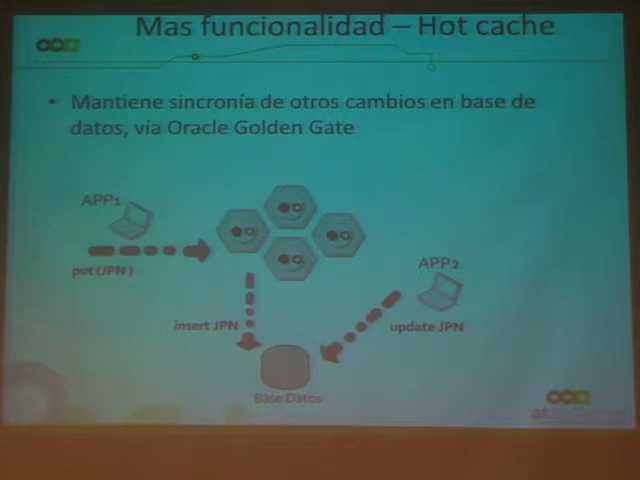 Mas funcionalidad – Hot cache
• Mantiene sincronía de otros cambios en base de
datos, vía Oracle Golden Gate
APP1
put (JPN )
APP2
insert JPN
update JPN
Base Datos